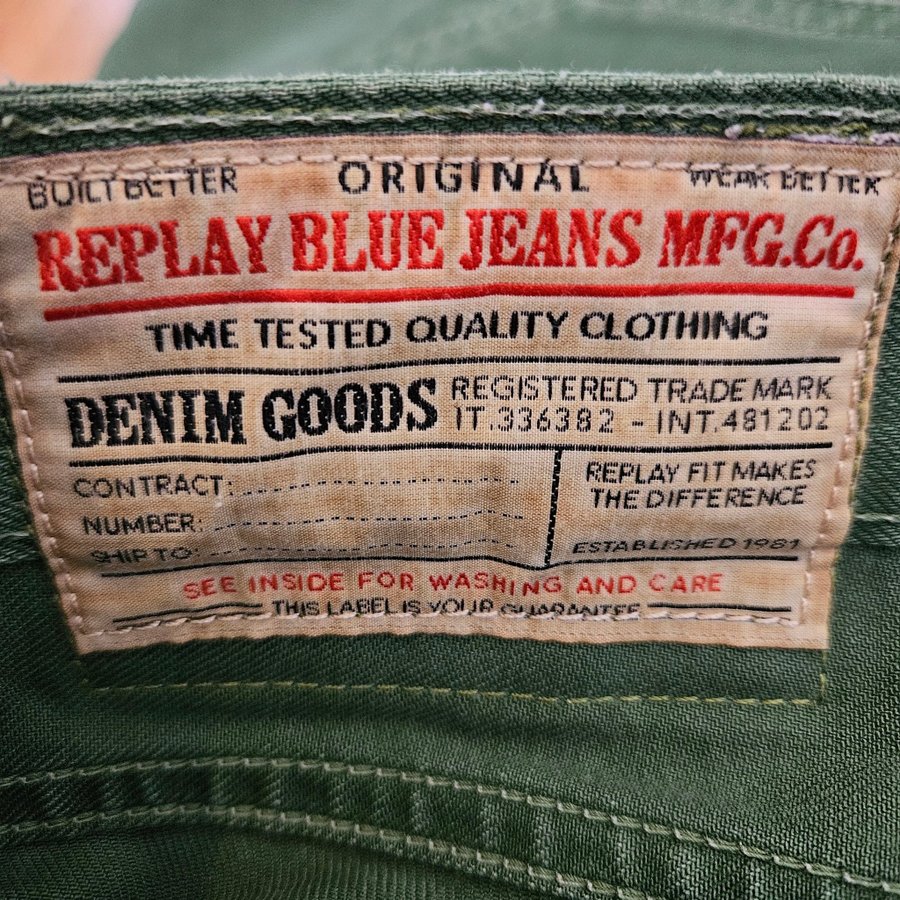 BUILT BETTER ORIGINAL WEAR BETTER
REPLAY BLUE JEANS MFG.Co.
TIME TESTED QUALITY CLOTHING
DENIM GOODS
REGISTERED TRADE MARK
IT.336382 - INT.481202
CONTRACT:
NUMBER:
SHIP TO:
REPLAY FIT MAKES
THE DIFFERENCE
ESTABLISHED 1981
SEE INSIDE FOR WASHING AND CARE
THIS LABEL IS YOUR GUARANTEE